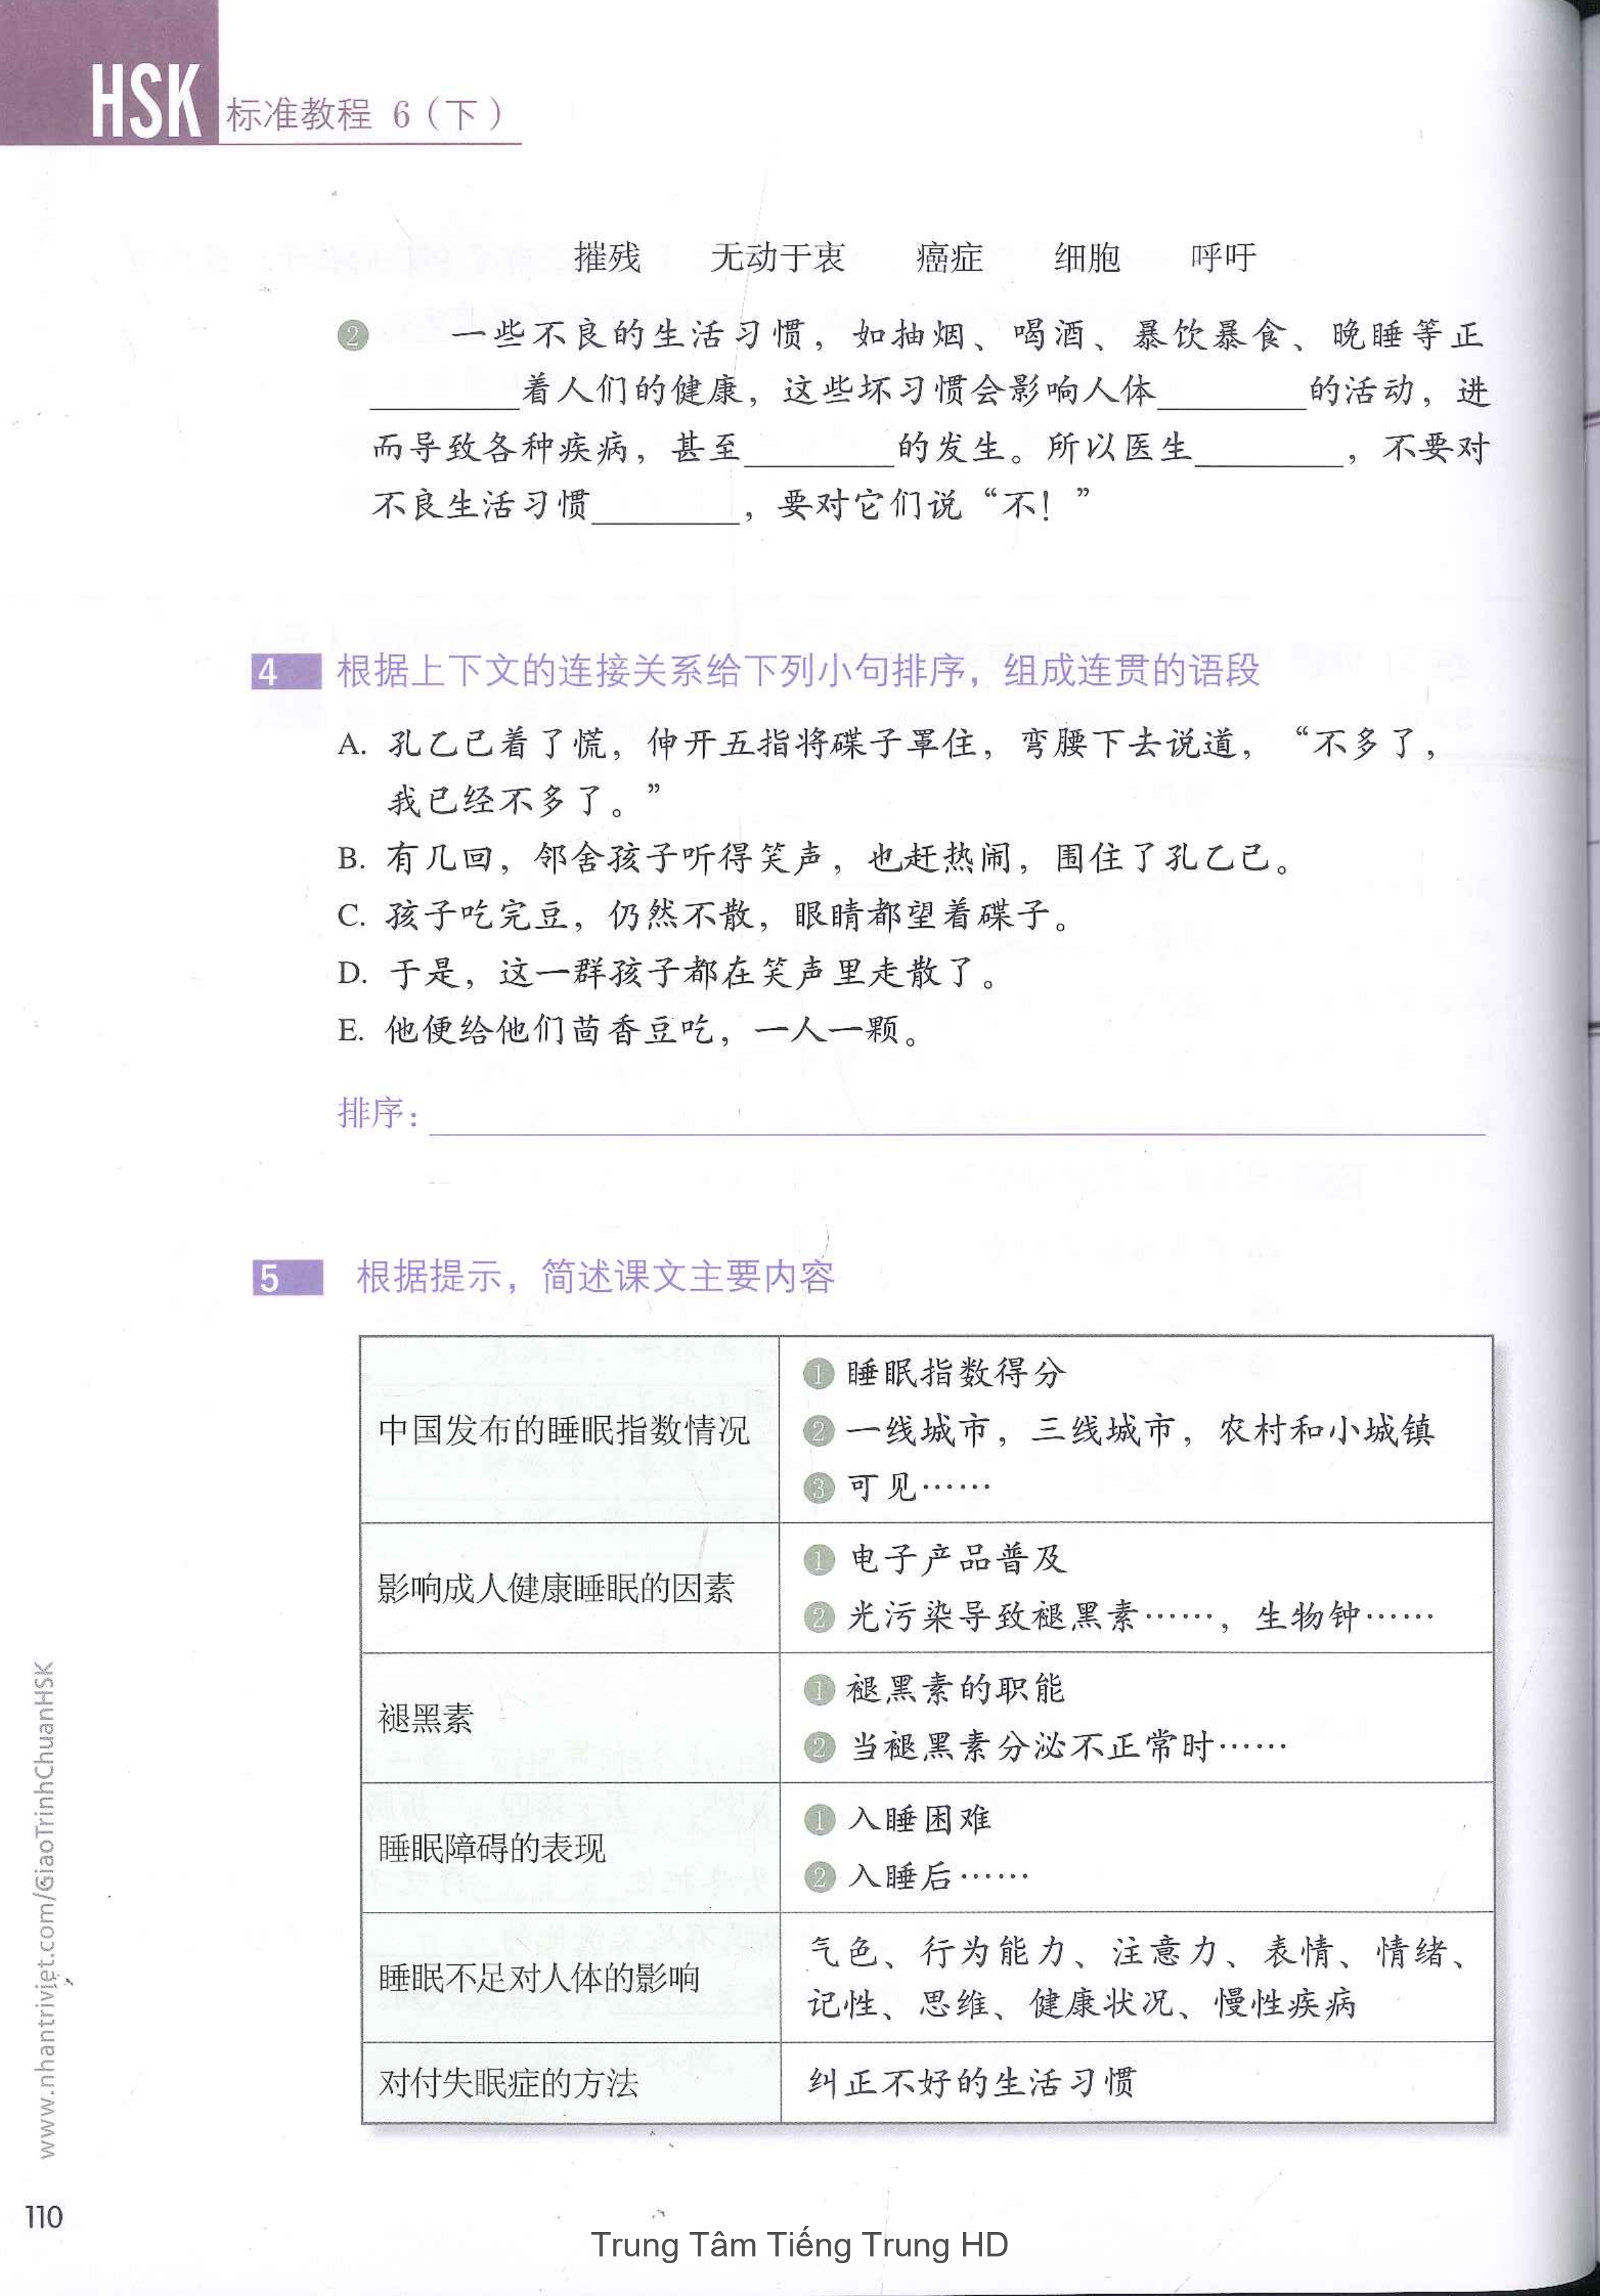 HSK 标准教程 6（下）
摧残 无动于衷 癌症 细胞 呼吁
2 一些不良的生活习惯，如抽烟、喝酒、暴饮暴食、晚睡等正
________着人们的健康，这些坏习惯会影响人体________的活动，进
而导致各种疾病，甚至________的发生。所以医生________，不要对
不良生活习惯________，要对它们说“不！”
4 根据上下文的连接关系给下列小句排序，组成连贯的语段
A. 孔乙己着了慌，伸开五指将碟子罩住，弯腰下去说道，“不多了，
我已经不多了。”
B. 有几回，邻舍孩子听得笑声，也赶热闹，围住了孔乙己。
C. 孩子吃完豆，仍然不散，眼睛都望着碟子。
D. 于是，这一群孩子都在笑声里走散了。
E. 他便给他们茴香豆吃，一人一颗。
排序：
5 根据提示，简述课文主要内容
中国发布的睡眠指数情况
1 睡眠指数得分
2 一线城市，三线城市，农村和小城镇
3 可见……
影响成人健康睡眠的因素
1 电子产品普及
2 光污染导致褪黑素……，生物钟……
褪黑素
1 褪黑素的职能
2 当褪黑素分泌不正常时……
睡眠障碍的表现
1 入睡困难
2 入睡后……
睡眠不足对人体的影响
气色、行为能力、注意力、表情、情绪、
记性、思维、健康状况、慢性疾病
对付失眠症的方法
纠正不好的生活习惯
www.nhantriviet.com/GiaoTrinhChuanHSK
110
Trung Tâm Tiếng Trung HD